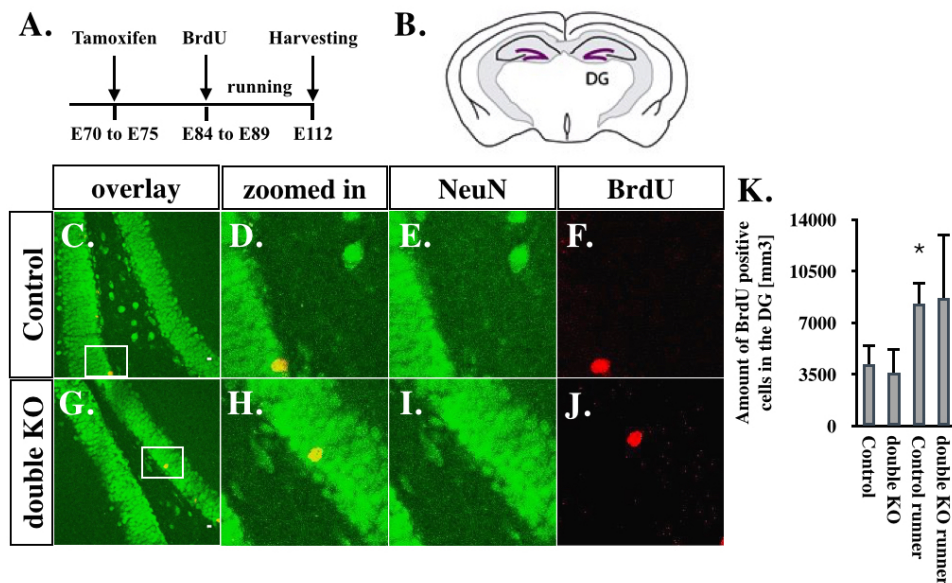 A.
Tamoxifen BrdU Harvesting
running
E70 to E75 E84 to E89 E112
B.
DG
overlay zoomed in NeuN BrdU
Control
C. D. E. F.
double KO
G. H. I. J.
K.
Amount of BrdU positive
cells in the DG [mm3]
14000
10500
7000
3500
0
*
Control
double KO
Control runner
double KO runner